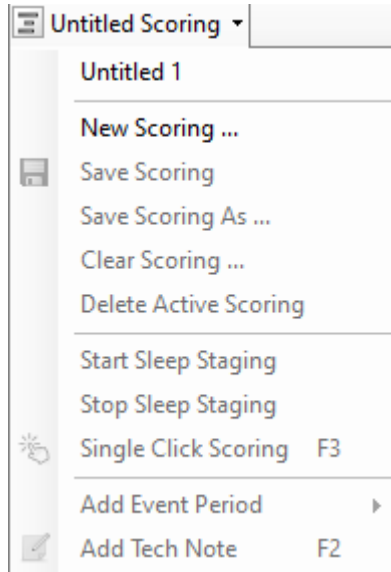 Untitled Scoring
Untitled 1
New Scoring ...
Save Scoring
Save Scoring As ...
Clear Scoring ...
Delete Active Scoring
Start Sleep Staging
Stop Sleep Staging
Single Click Scoring F3
Add Event Period
Add Tech Note F2